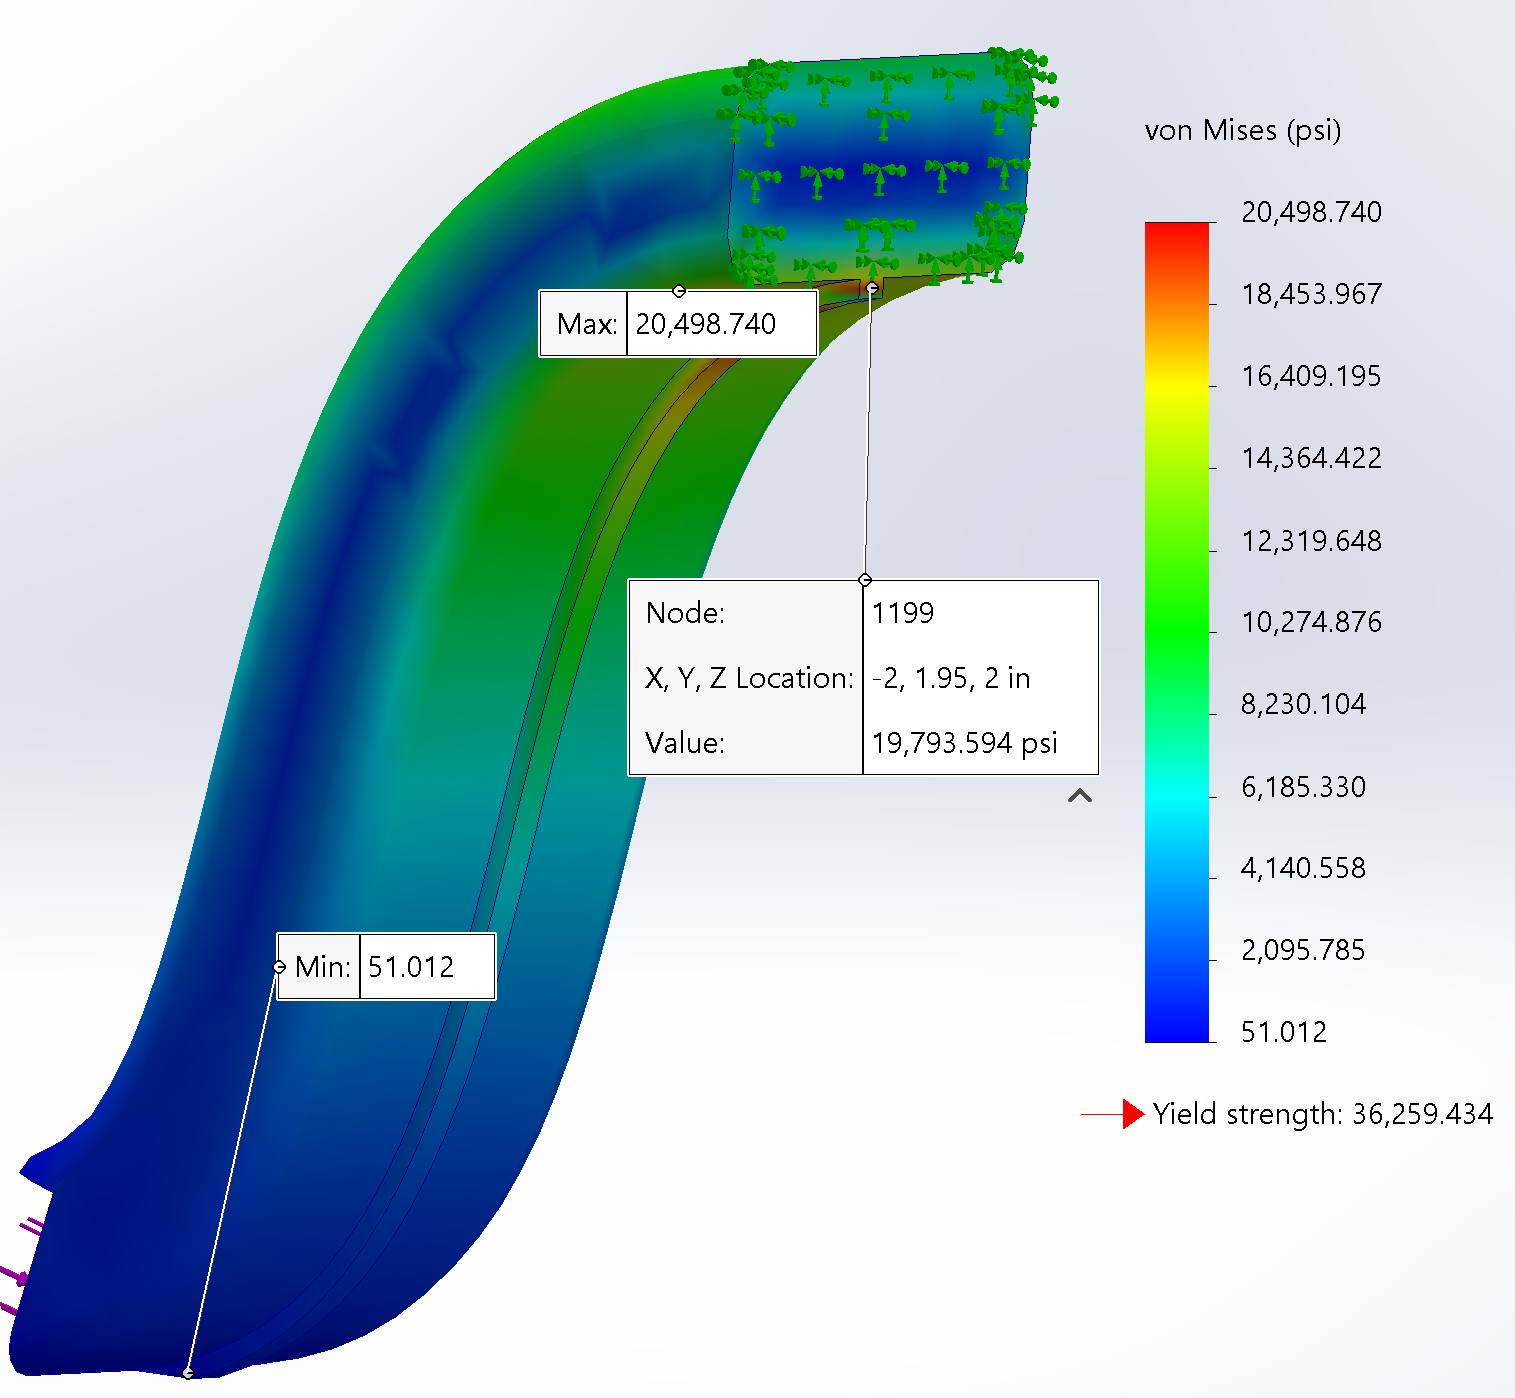 von Mises (psi)
20,498.740
18,453.967
16,409.195
14,364.422
12,319.648
10,274.876
8,230.104
6,185.330
4,140.558
2,095.785
51.012
Yield strength: 36,259.434
Max: 20,498.740
Node: 1199
X, Y, Z Location: -2, 1.95, 2 in
Value: 19,793.594 psi
Min: 51.012